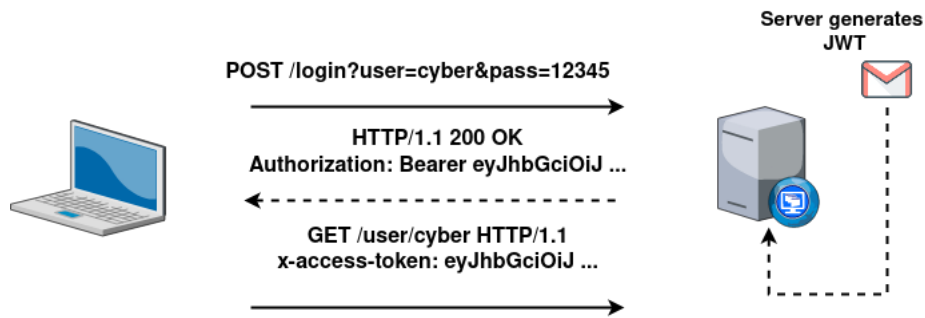 Server generates
JWT
POST /login?user=cyber&pass=12345
HTTP/1.1 200 OK
Authorization: Bearer eyJhbGciOiJ ...
GET /user/cyber HTTP/1.1
x-access-token: eyJhbGciOiJ ...